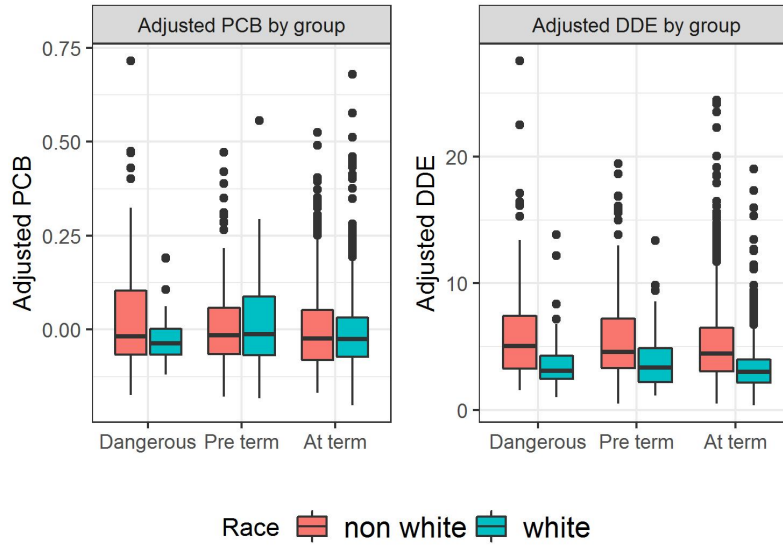 Adjusted PCB by group
Adjusted PCB
0.75
0.50
0.25
0.00
Dangerous Pre term At term
Adjusted DDE by group
Adjusted DDE
20
10
0
Dangerous Pre term At term
Race non white white